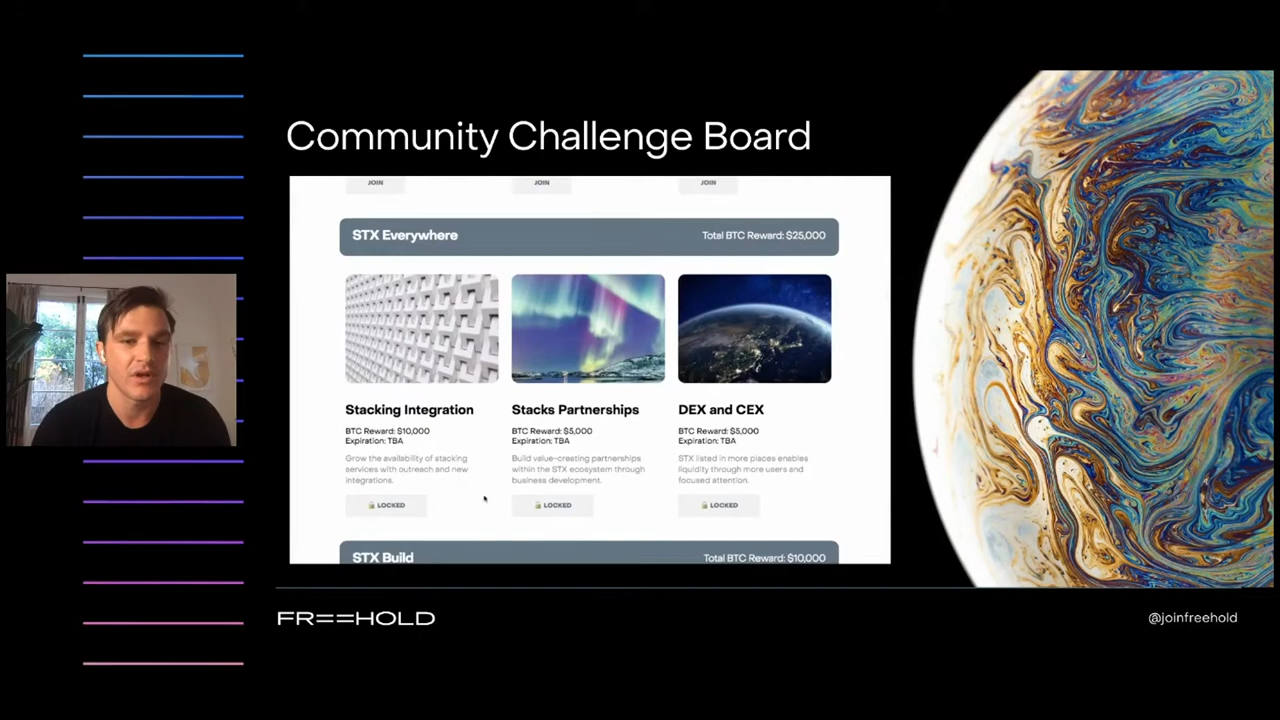 Community Challenge Board
JOIN JOIN JOIN
STX Everywhere Total BTC Reward: $25,000
Stacking Integration
BTC Reward: $10,000
Expiration: TBA
Grow the availability of stacking
services with outreach and new
integrations.
LOCKED
Stacks Partnerships
BTC Reward: $5,000
Expiration: TBA
Build value-creating partnerships
within the STX ecosystem through
business development.
LOCKED
DEX and CEX
BTC Reward: $5,000
Expiration: TBA
STX listed in more places enables
liquidity through more users and
focused attention.
LOCKED
STX Build Total BTC Reward: $10,000
FREEHOLD
@joinfreehold